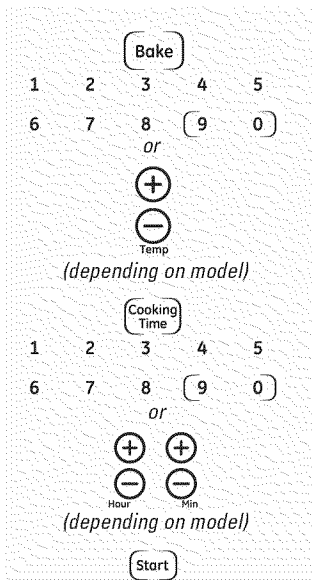 Bake
1 2 3 4 5
6 7 8 9 0
or
+
−
Temp
(depending on model)
Cooking
Time
1 2 3 4 5
6 7 8 9 0
or
+ +
− −
Hour Min
(depending on model)
Start